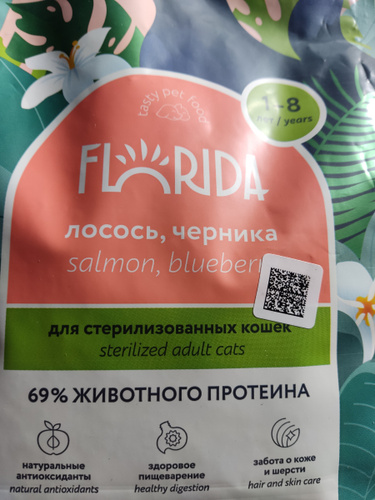 tasty pet food
1-8
лет / years
FLORIDA
лосось, черника
salmon,
для стерилизованных кошек
sterilized adult cats
69% ЖИВОТНОГО ПРОТЕИНА
натуральные
антиоксиданты
natural antioxidants
здоровое
пищеварение
healthy digestion
забота о коже
и шерсти
hair and skin care